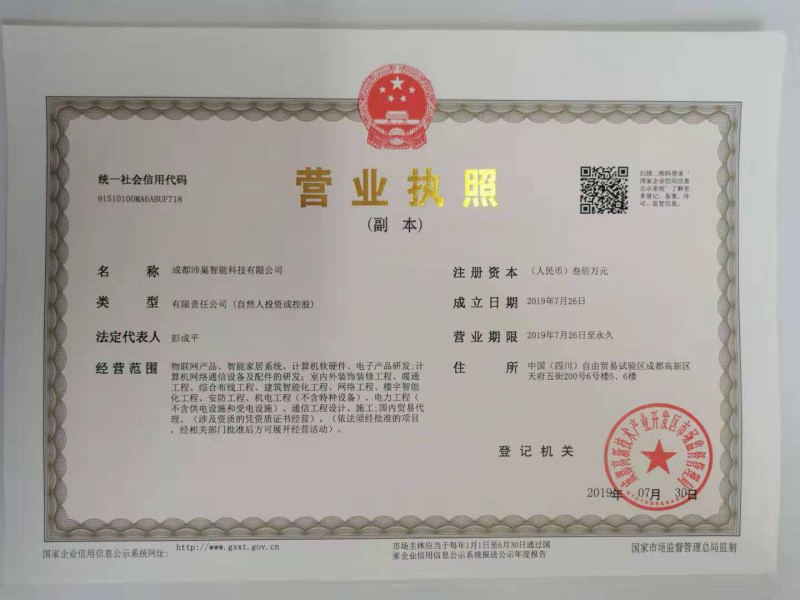 统一社会信用代码
91510100MA6ABUF718
营业执照
(副 本)
扫描二维码登录"
国家企业信用信息
公示系统"了解更
多登记、备案、许
可、监管信息。
名 称 成都沛巢智能科技有限公司
类 型 有限责任公司(自然人投资或控股)
法定代表人 彭成平
经营范围 物联网产品、智能家居系统、计算机软硬件、电子产品研发;计
算机网络通信设备及配件的研发;室内外装饰装修工程、暖通
工程、综合布线工程、建筑智能化工程、网络工程、楼宇智能
化工程、安防工程、机电工程(不含特种设备)、电力工程(
不含供电设施和受电设施)、通信工程设计、施工;国内贸易代
理。(涉及资质的凭资质证书经营)。(依法须经批准的项目
,经相关部门批准后方可展开经营活动)。
注册资本 (人民币)叁佰万元
成立日期 2019年7月26日
营业期限 2019年7月26日至永久
住 所 中国(四川)自由贸易试验区成都高新区
天府五街200号6号楼5、6楼
登记机关
成都高新技术产业开发区市场监督管理局
2019年 07月 30日
国家企业信用信息公示系统网址: http://www.gsxt.gov.cn
市场主体应当于每年1月1日至6月30日通过国
家企业信用信息公示系统报送公示年度报告
国家市场监督管理总局监制